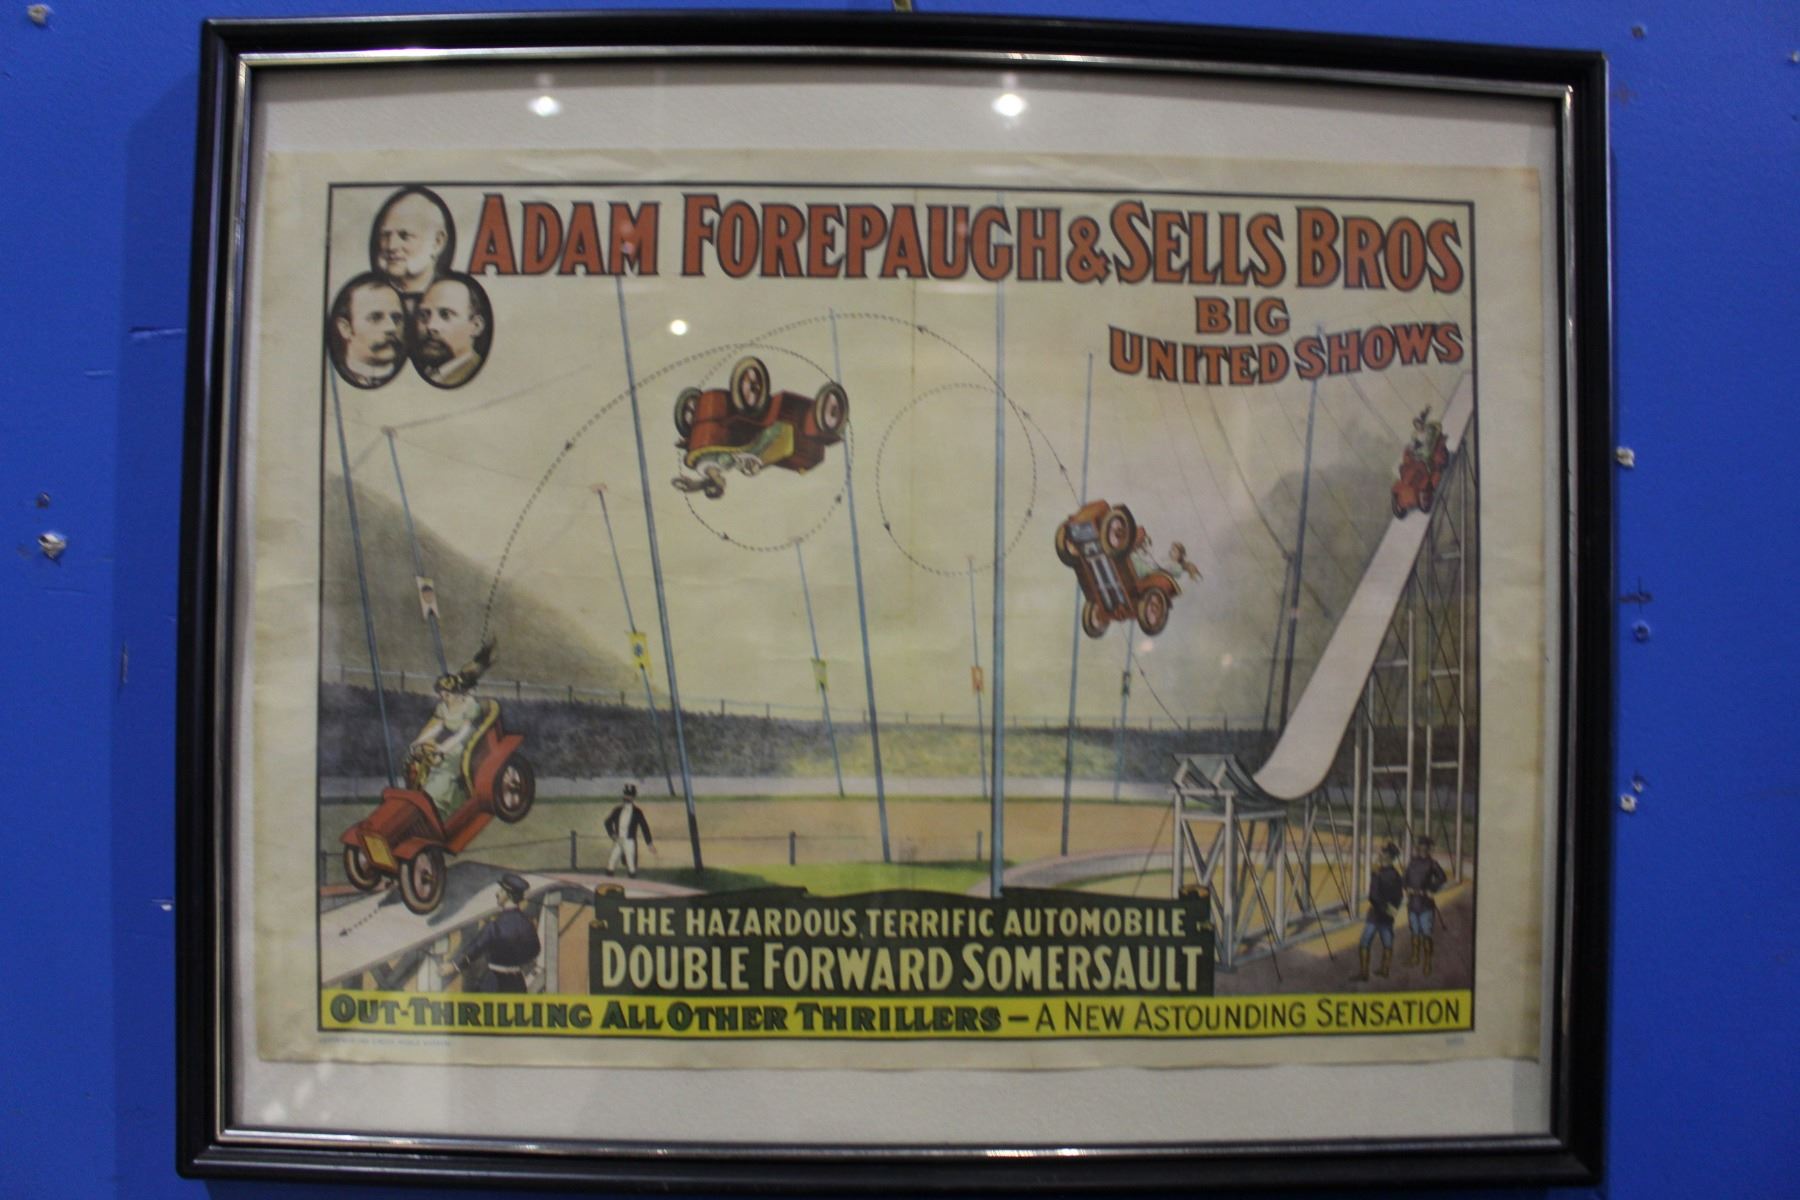 ADAM FOREPAUGH & SELLS BROS
BIG
UNITED SHOWS
THE HAZARDOUS, TERRIFIC AUTOMOBILE
DOUBLE FORWARD SOMERSAULT
OUT-THRILLING ALL OTHER THRILLERS – A NEW ASTOUNDING SENSATION